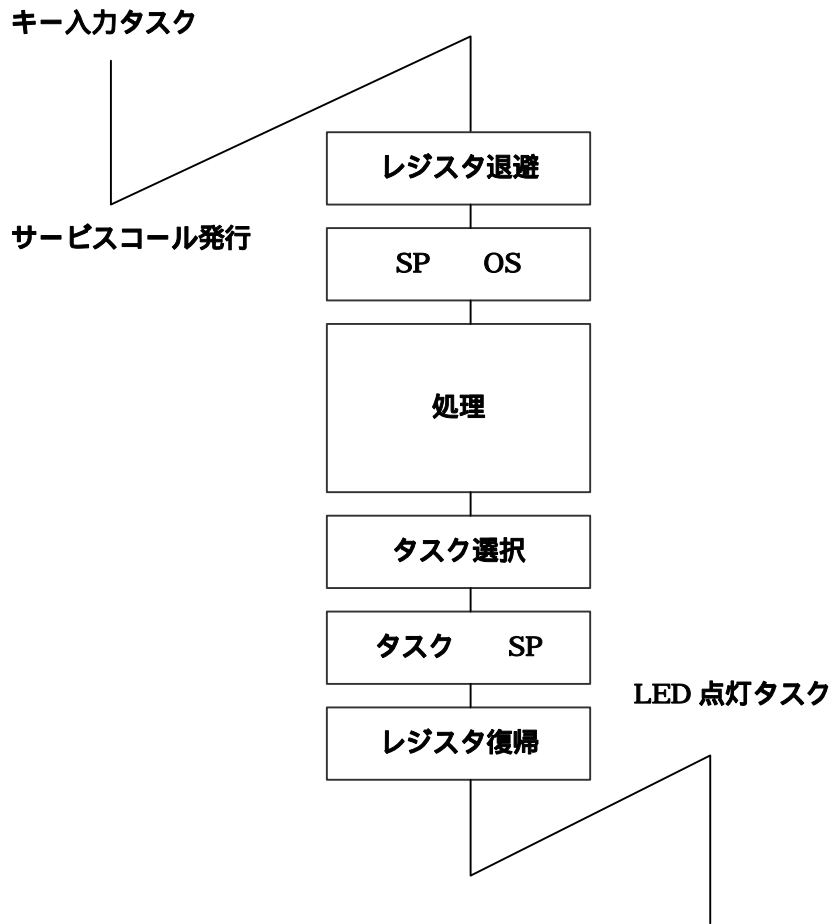 キー入力タスク
レジスタ退避
サービスコール発行
SP OS
処理
タスク選択
タスク SP
LED 点灯タスク
レジスタ復帰